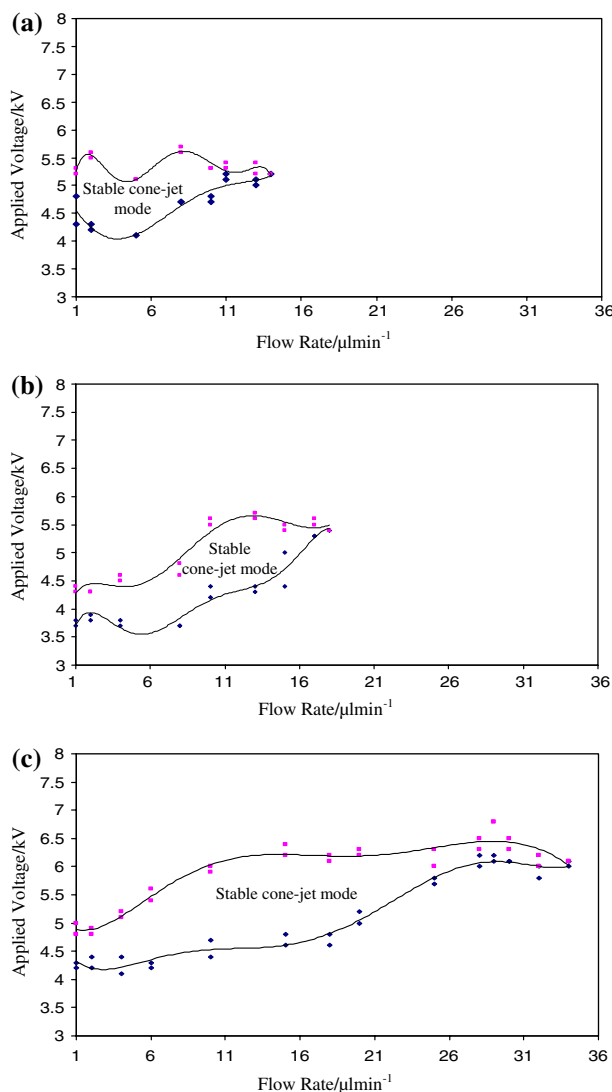 (a)
8
7.5
7
6.5
6
5.5
5
4.5
4
3.5
3
Applied Voltage/kV
Stable cone-jet
mode
1 6 11 16 21 26 31 36
Flow Rate/µlmin⁻¹
(b)
8
7.5
7
6.5
6
5.5
5
4.5
4
3.5
3
Applied Voltage/kV
Stable
cone-jet mode
1 6 11 16 21 26 31 36
Flow Rate/µlmin⁻¹
(c)
8
7.5
7
6.5
6
5.5
5
4.5
4
3.5
3
Applied Voltage/kV
Stable cone-jet mode
1 6 11 16 21 26 31 36
Flow Rate/µlmin⁻¹